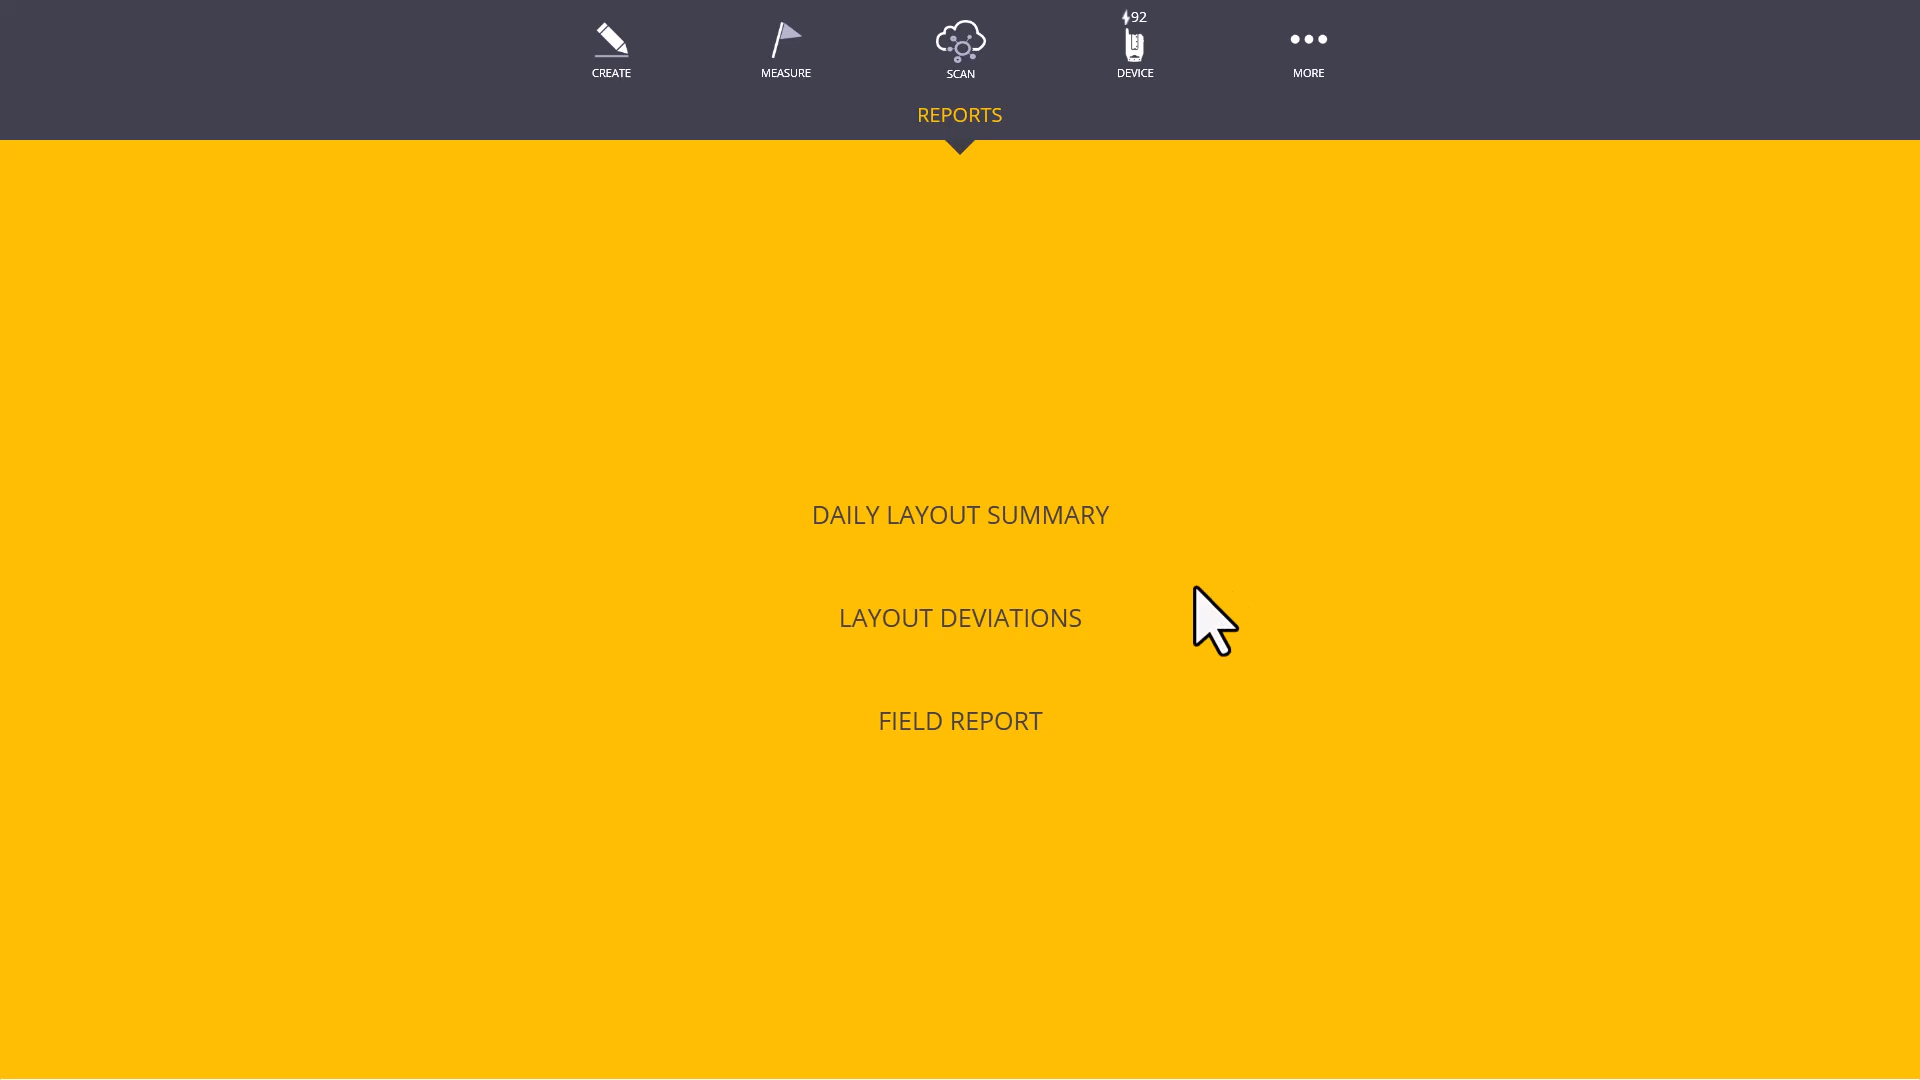 92
CREATE
MEASURE
SCAN
DEVICE
MORE
REPORTS
DAILY LAYOUT SUMMARY
LAYOUT DEVIATIONS
FIELD REPORT